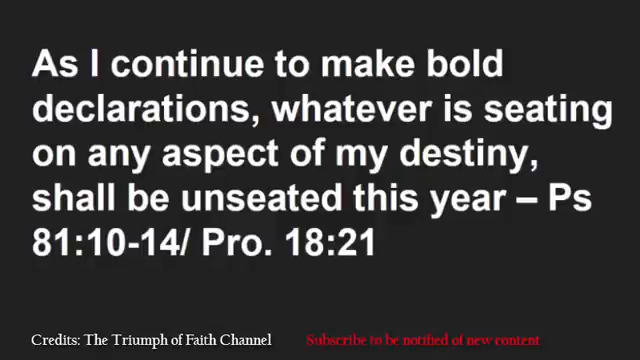 As I continue to make bold
declarations, whatever is seating
on any aspect of my destiny,
shall be unseated this year – Ps
81:10-14/ Pro. 18:21
Credits: The Triumph of Faith Channel
Subscribe to be notified of new content